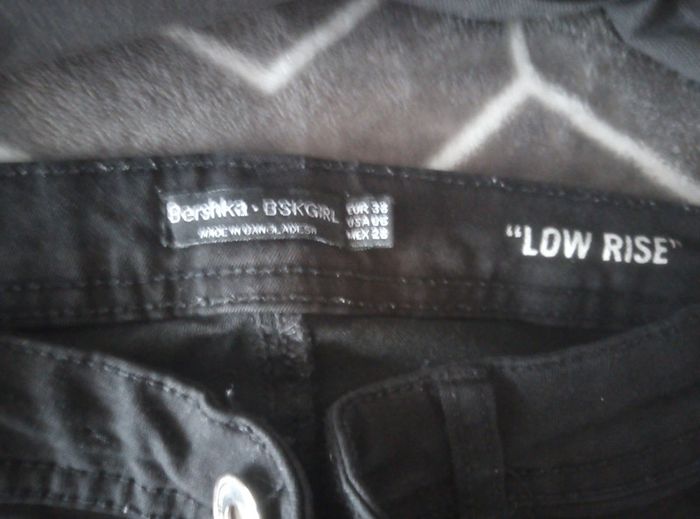 Bershka • BSKGIRL
MADE IN BANGLADESH
EUR 38
USA 06
MEX 28
"LOW RISE"